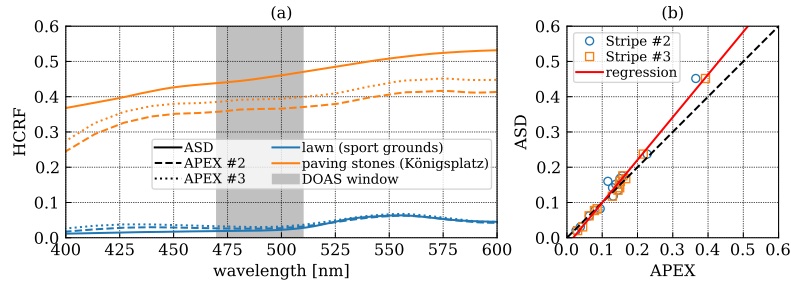 (a)
HCRF
0.6
0.5
0.4
0.3
0.2
0.1
0.0
ASD
APEX #2
APEX #3
lawn (sport grounds)
paving stones (Königsplatz)
DOAS window
400 425 450 475 500 525 550 575 600
wavelength [nm]
(b)
ASD
0.6
0.5
0.4
0.3
0.2
0.1
0.0
Stripe #2
Stripe #3
regression
0.0 0.1 0.2 0.3 0.4 0.5 0.6
APEX